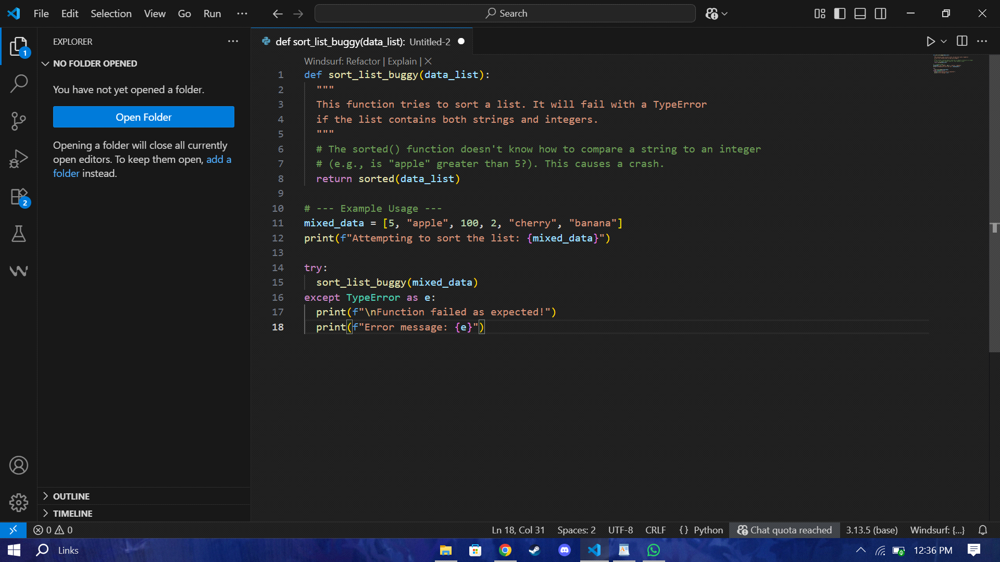 File Edit Selection View Go Run ···
Search
EXPLORER ···
NO FOLDER OPENED
You have not yet opened a folder.
Open Folder
Opening a folder will close all currently
open editors. To keep them open, add a
folder instead.
OUTLINE
TIMELINE
1
2
def sort_list_buggy(data_list): Untitled-2
Windsurf: Refactor | Explain |
1 def sort_list_buggy(data_list):
2 """
3 This function tries to sort a list. It will fail with a TypeError
4 if the list contains both strings and integers.
5 """
6 # The sorted() function doesn't know how to compare a string to an integer
7 # (e.g., is "apple" greater than 5?). This causes a crash.
8 return sorted(data_list)
9
10 # --- Example Usage ---
11 mixed_data = [5, "apple", 100, 2, "cherry", "banana"]
12 print(f"Attempting to sort the list: {mixed_data}")
13
14 try:
15 sort_list_buggy(mixed_data)
16 except TypeError as e:
17 print(f"\nFunction failed as expected!")
18 print(f"Error message: {e}")
0 0 Ln 18, Col 31 Spaces: 2 UTF-8 CRLF {} Python Chat quota reached 3.13.5 (base) Windsurf: {...}
Links 12:36 PM